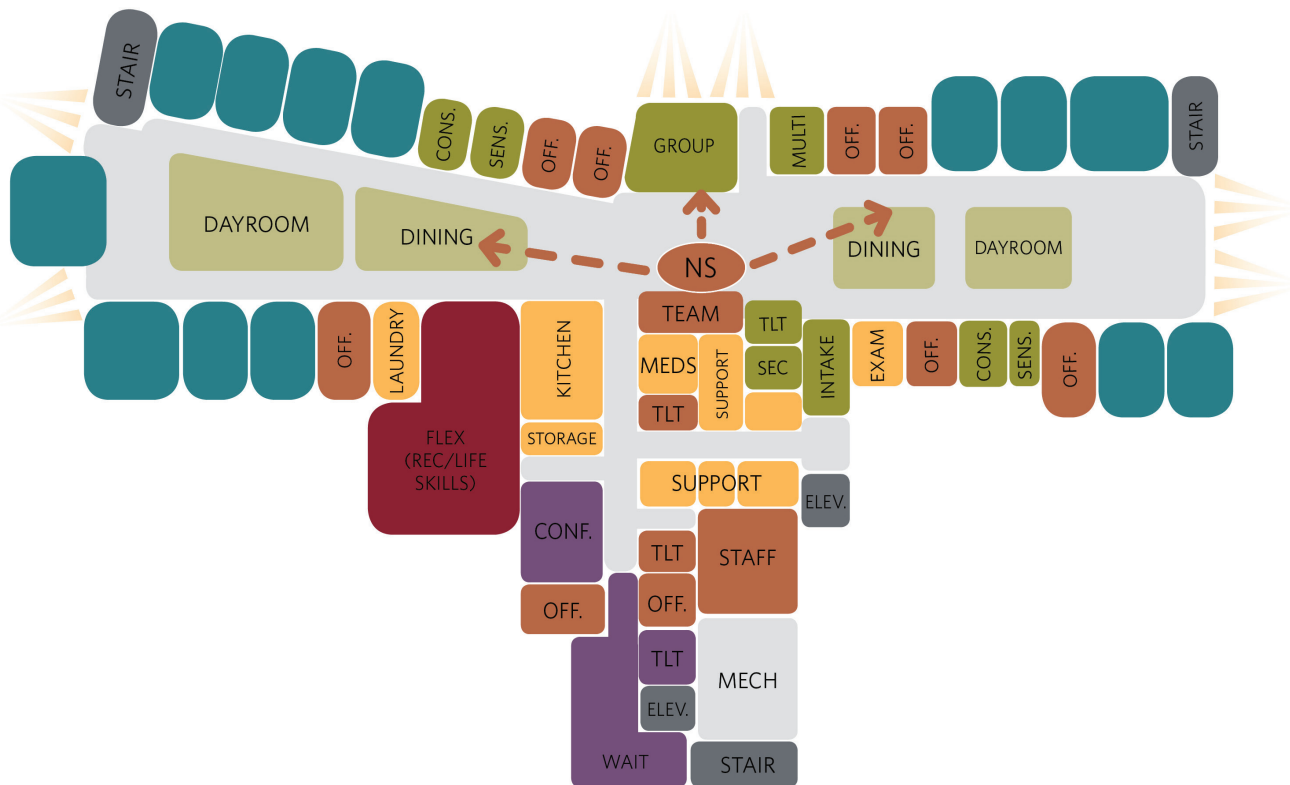 STAIR
CONS.
SENS.
OFF.
OFF.
GROUP
MULTI
OFF.
OFF.
STAIR
DAYROOM
DINING
NS
DINING
DAYROOM
OFF.
LAUNDRY
KITCHEN
TEAM
MEDS
SUPPORT
TLT
TLT
SEC
INTAKE
EXAM
OFF.
CONS.
SENS.
OFF.
FLEX
(REC/LIFE
SKILLS)
STORAGE
SUPPORT
ELEV.
CONF.
TLT
STAFF
OFF.
OFF.
TLT
MECH
ELEV.
WAIT
STAIR